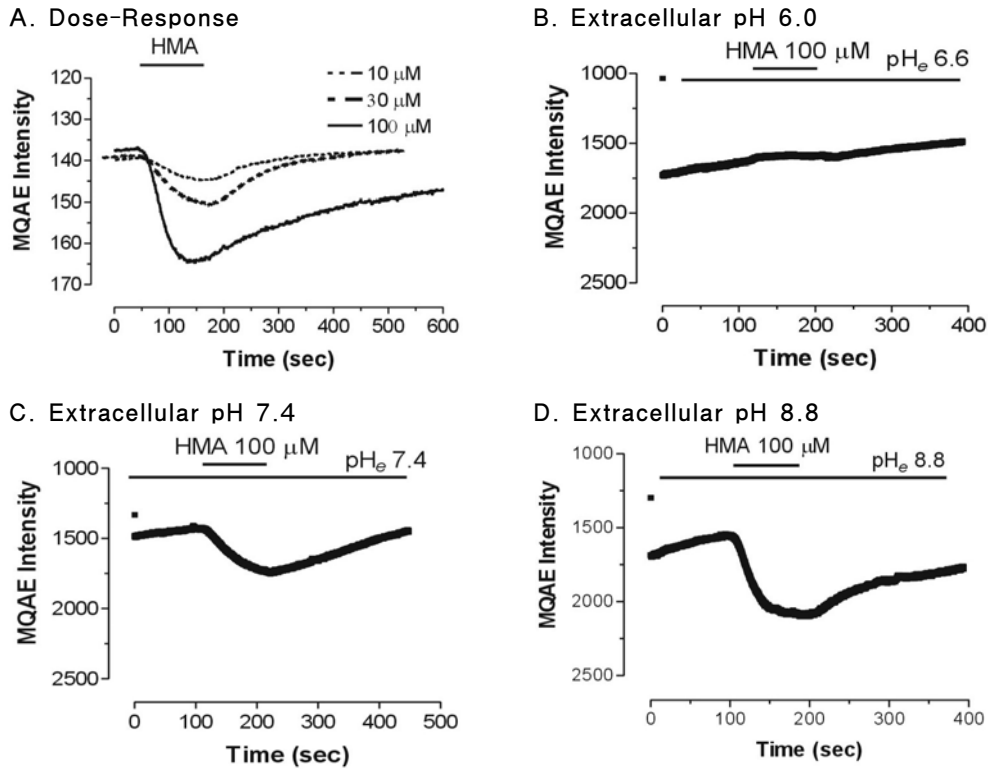 A. Dose-Response
HMA
10 µM
30 µM
100 µM
120
130
140
150
160
170
MQAE Intensity
0 100 200 300 400 500 600
Time (sec)
B. Extracellular pH 6.0
HMA 100 µM
pHe 6.6
1000
1500
2000
2500
MQAE Intensity
0 100 200 300 400
Time (sec)
C. Extracellular pH 7.4
HMA 100 µM
pHe 7.4
1000
1500
2000
2500
MQAE Intensity
0 100 200 300 400 500
Time (sec)
D. Extracellular pH 8.8
HMA 100 µM
pHe 8.8
1000
1500
2000
2500
MQAE Intensity
0 100 200 300 400
Time (sec)